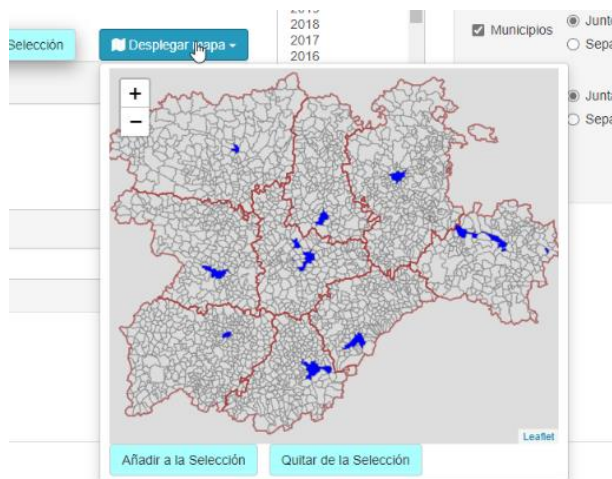 2018
2017
2016
Selección
Desplegar mapa
Municipios
+
−
Leaflet
Añadir a la Selección
Quitar de la Selección